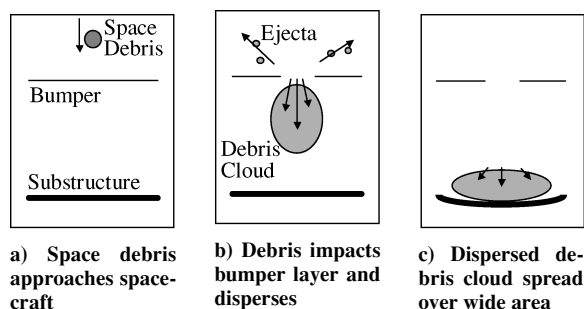 Space
Debris
Bumper
Substructure
a) Space debris
approaches space-
craft
Ejecta
Debris
Cloud
b) Debris impacts
bumper layer and
disperses
c) Dispersed de-
bris cloud spread
over wide area